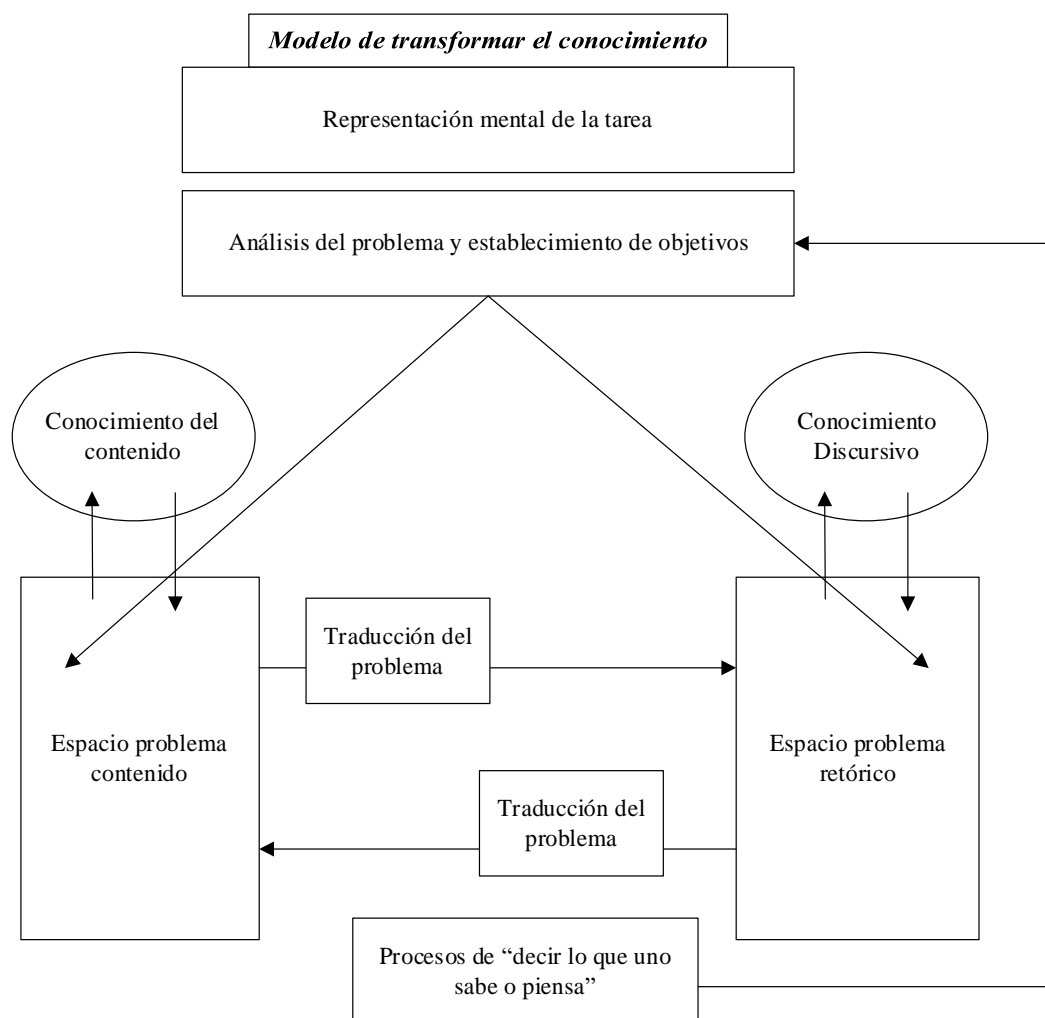 Modelo de transformar el conocimiento
Representación mental de la tarea
Análisis del problema y establecimiento de objetivos
Conocimiento del
contenido
Conocimiento
Discursivo
Traducción del
problema
Espacio problema
contenido
Espacio problema
retórico
Traducción del
problema
Procesos de “decir lo que uno
sabe o piensa”